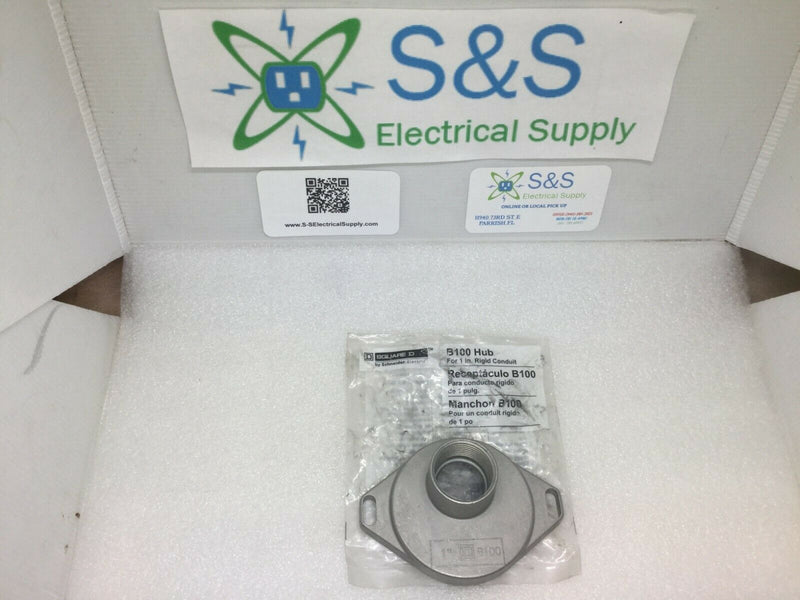 S&S
Electrical Supply
www.S-SElectricalSupply.com
S&S
Electrical Supply
ONLINE OR LOCAL PICK UP
PARRISH,FL
SQUARE D
by Schneider Electric
B100 Hub
For 1 in. Rigid Conduit
Receptáculo B100
Para conducto rígido
de 1 pulg.
Manchon B100
Pour un conduit rigide
de 1 po
1" B100